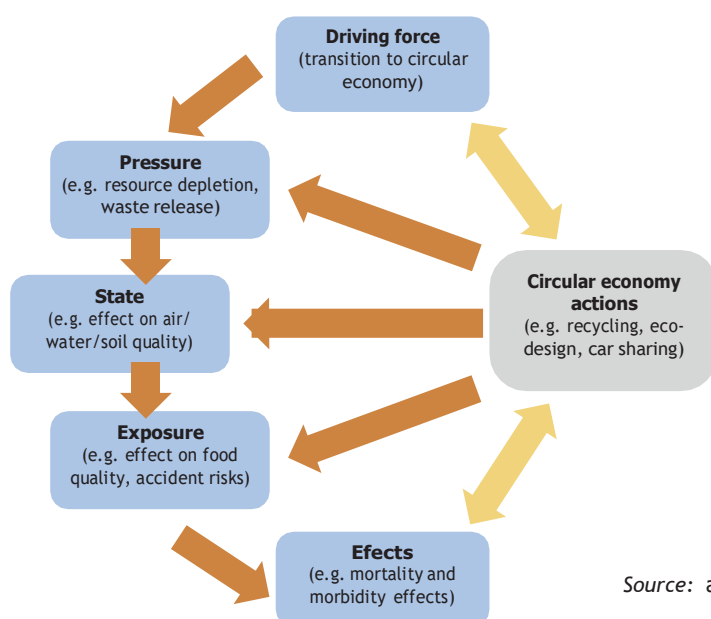 Driving force
(transition to circular
economy)
Pressure
(e.g. resource depletion,
waste release)
State
(e.g. effect on air/
water/soil quality)
Circular economy
actions
(e.g. recycling, eco-
design, car sharing)
Exposure
(e.g. effect on food
quality, accident risks)
Efects
(e.g. mortality and
morbidity effects)
Source: a